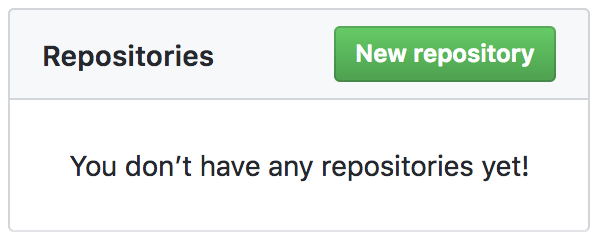 Repositories
New repository
You don’t have any repositories yet!